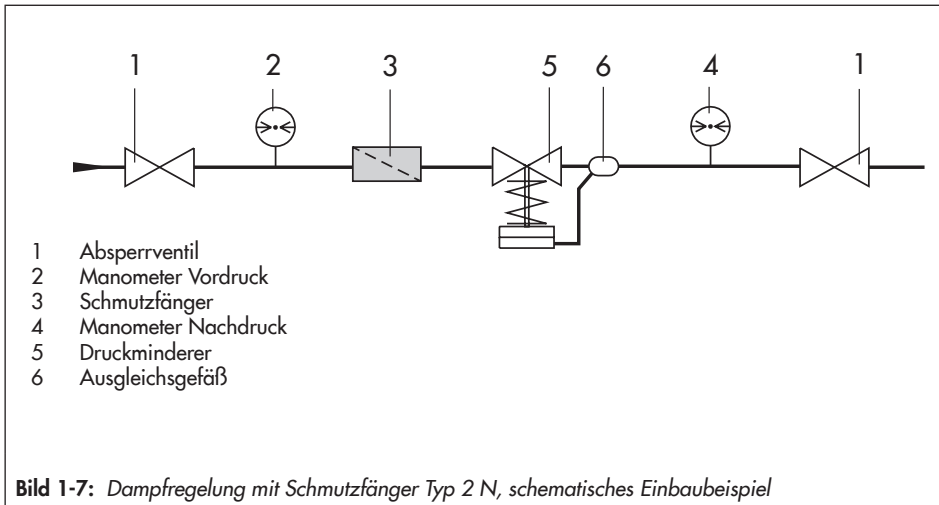 1 2 3 5 6 4 1
1 Absperrventil
2 Manometer Vordruck
3 Schmutzfänger
4 Manometer Nachdruck
5 Druckminderer
6 Ausgleichsgefäß
Bild 1-7: Dampfregelung mit Schmutzfänger Typ 2 N, schematisches Einbaubeispiel